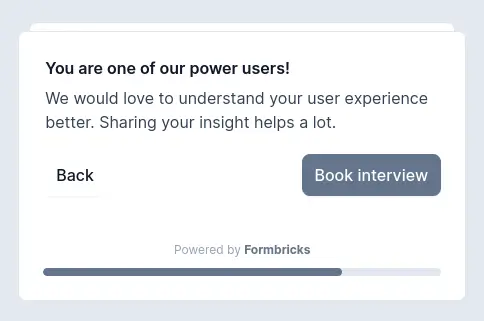 You are one of our power users!
We would love to understand your user experience
better. Sharing your insight helps a lot.
Back
Book interview
Powered by Formbricks